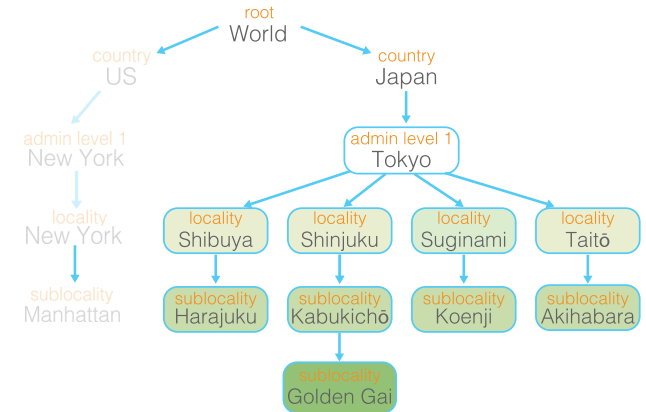 root
World
country
US
country
Japan
admin level 1
New York
admin level 1
Tokyo
locality
New York
locality
Shibuya
locality
Shinjuku
locality
Suginami
locality
Taitō
sublocality
Manhattan
sublocality
Harajuku
sublocality
Kabukichō
sublocality
Koenji
sublocality
Akihabara
sublocality
Golden Gai